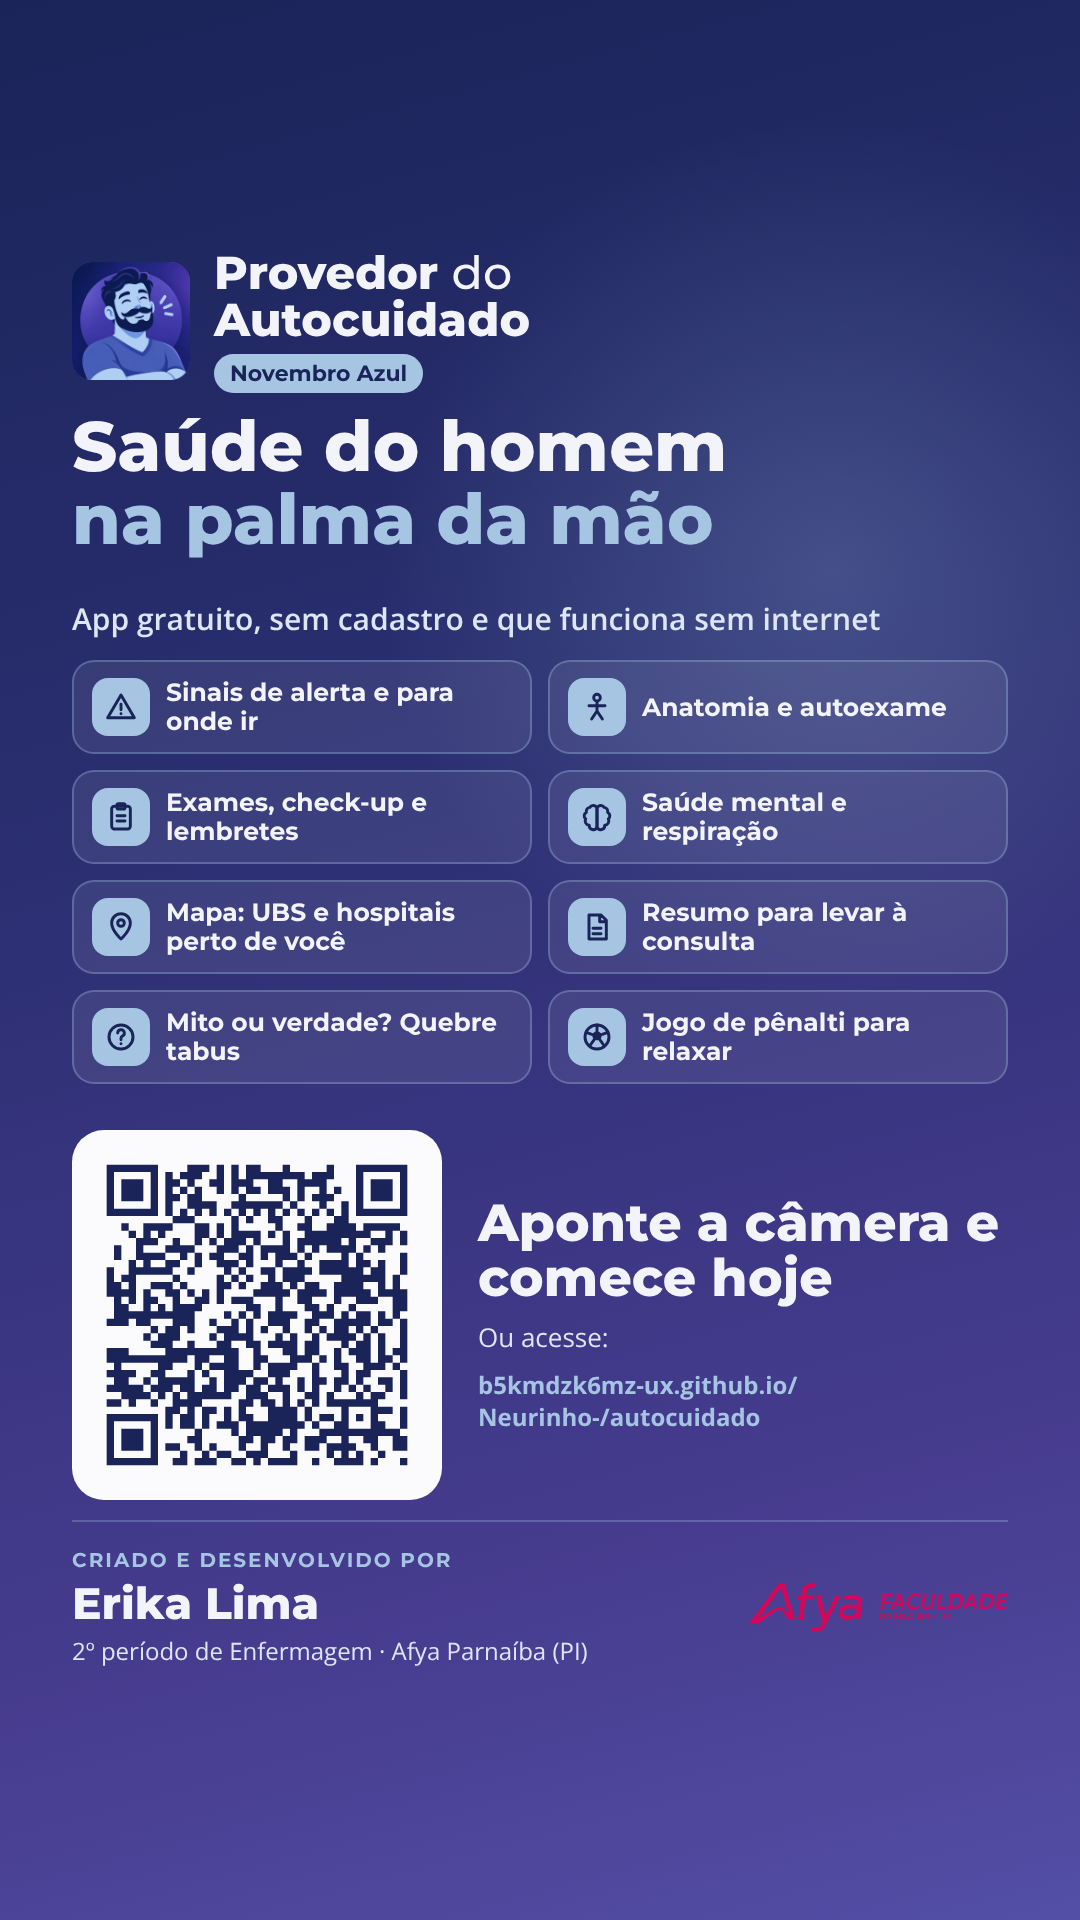 Provedor do
Autocuidado
Novembro Azul
Saúde do homem
na palma da mão
App gratuito, sem cadastro e que funciona sem internet
Sinais de alerta e para
onde ir
Anatomia e autoexame
Exames, check-up e
lembretes
Saúde mental e
respiração
Mapa: UBS e hospitais
perto de você
Resumo para levar à
consulta
Mito ou verdade? Quebre
tabus
Jogo de pênalti para
relaxar
Aponte a câmera e
comece hoje
Ou acesse:
b5kmdzk6mz-ux.github.io/
Neurinho-/autocuidado
CRIADO E DESENVOLVIDO POR
Erika Lima
2º período de Enfermagem · Afya Parnaíba (PI)
Afya FACULDADE